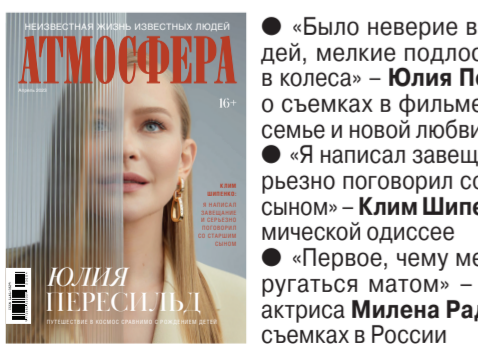 НЕИЗВЕСТНАЯ ЖИЗНЬ ИЗВЕСТНЫХ ЛЮДЕЙ
АТМОСФЕРА
16+
КЛИМ
ШИПЕНКО:
Я НАПИСАЛ
ЗАВЕЩАНИЕ
И СЕРЬЕЗНО
ПОГОВОРИЛ
СО СТАРШИМ
СЫНОМ
ЮЛИЯ
ПЕРЕСИЛЬД
ПУТЕШЕСТВИЕ В КОСМОС СРАВНИМО С РОЖДЕНИЕМ ДЕТЕЙ
● «Было неверие в
дей, мелкие подлос
в колеса» – Юлия Пе
о съемках в фильме
семье и новой любви
● «Я написал завещ
рьезно поговорил со
сыном» – Клим Шипе
мической одиссее
● «Первое, чему ме
ругаться матом» –
актриса Милена Рад
съемках в России